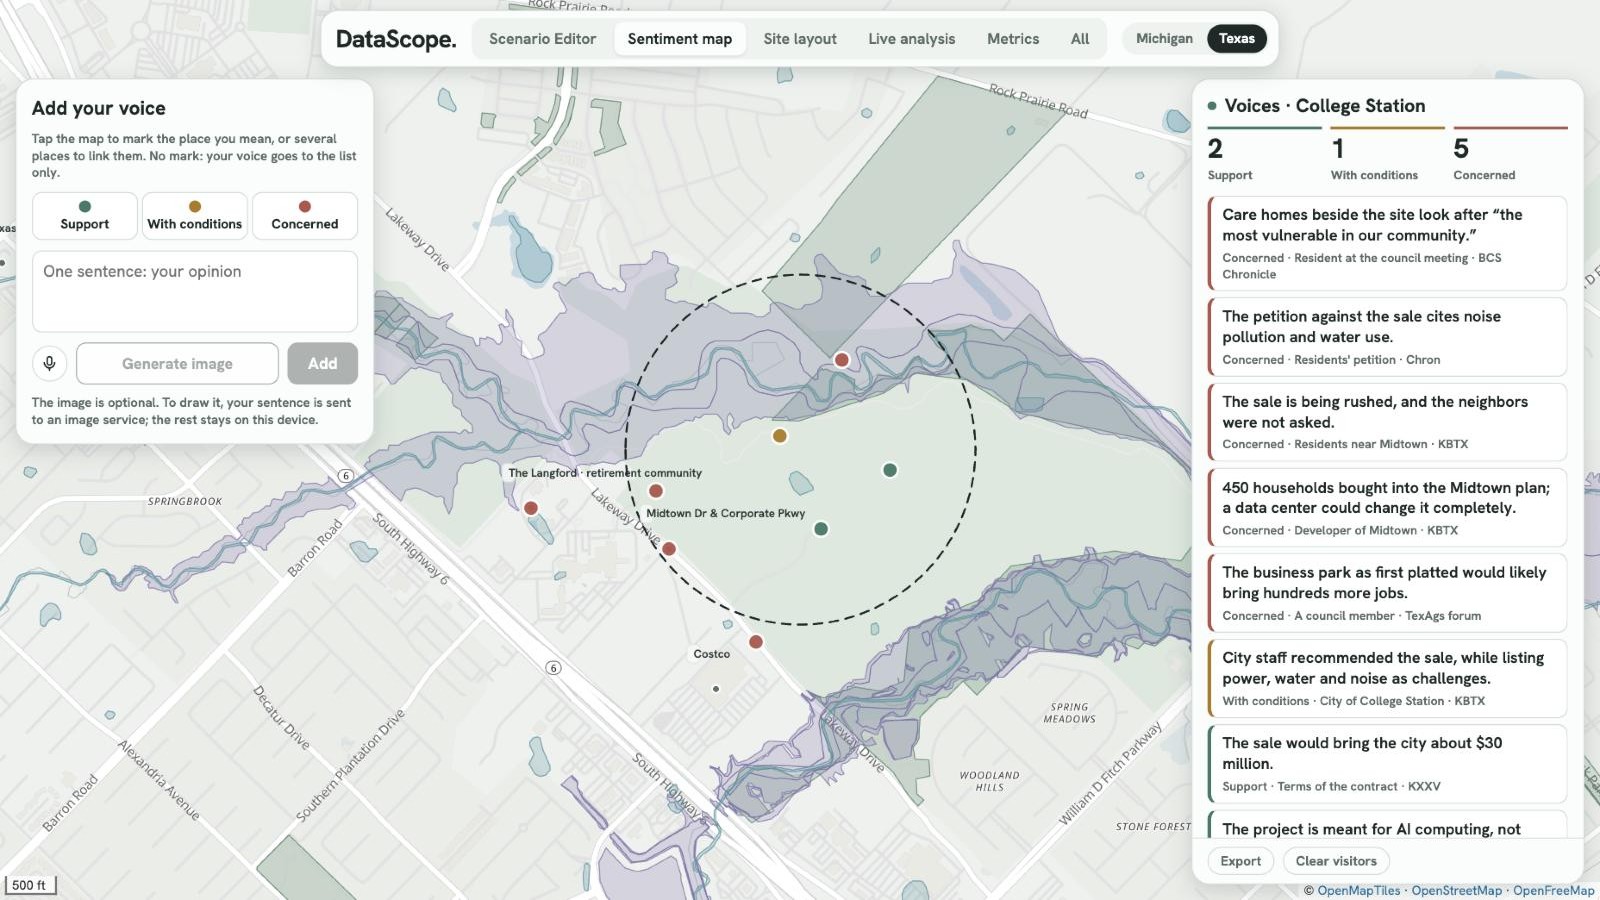 Rock Prairie Road
DataScope.
Scenario Editor
Sentiment map
Site layout
Live analysis
Metrics
All
Michigan
Texas
Add your voice
Tap the map to mark the place you mean, or several
places to link them. No mark: your voice goes to the list
only.
Support
With conditions
Concerned
One sentence: your opinion
Generate image
Add
The image is optional. To draw it, your sentence is sent
to an image service; the rest stays on this device.
Rock Prairie Road
Lakeway Drive
The Langford · retirement community
Lakeway Drive
Midtown Dr & Corporate Pkwy
6
SPRINGBROOK
South Highway 6
Barron Road
Costco
6
Decatur Drive
Southern Plantation Drive
Alexandria Avenue
Barron Road
South Highway 6
Lakeway Drive
SPRING
MEADOWS
WOODLAND
HILLS
William D Fitch Parkway
STONE FOREST
500 ft
Voices · College Station
2
Support
1
With conditions
5
Concerned
Care homes beside the site look after “the
most vulnerable in our community.”
Concerned · Resident at the council meeting · BCS
Chronicle
The petition against the sale cites noise
pollution and water use.
Concerned · Residents' petition · Chron
The sale is being rushed, and the neighbors
were not asked.
Concerned · Residents near Midtown · KBTX
450 households bought into the Midtown plan;
a data center could change it completely.
Concerned · Developer of Midtown · KBTX
The business park as first platted would likely
bring hundreds more jobs.
Concerned · A council member · TexAgs forum
City staff recommended the sale, while listing
power, water and noise as challenges.
With conditions · City of College Station · KBTX
The sale would bring the city about $30
million.
Support · Terms of the contract · KXXV
The project is meant for AI computing, not
Export
Clear visitors
© OpenMapTiles · OpenStreetMap · OpenFreeMap